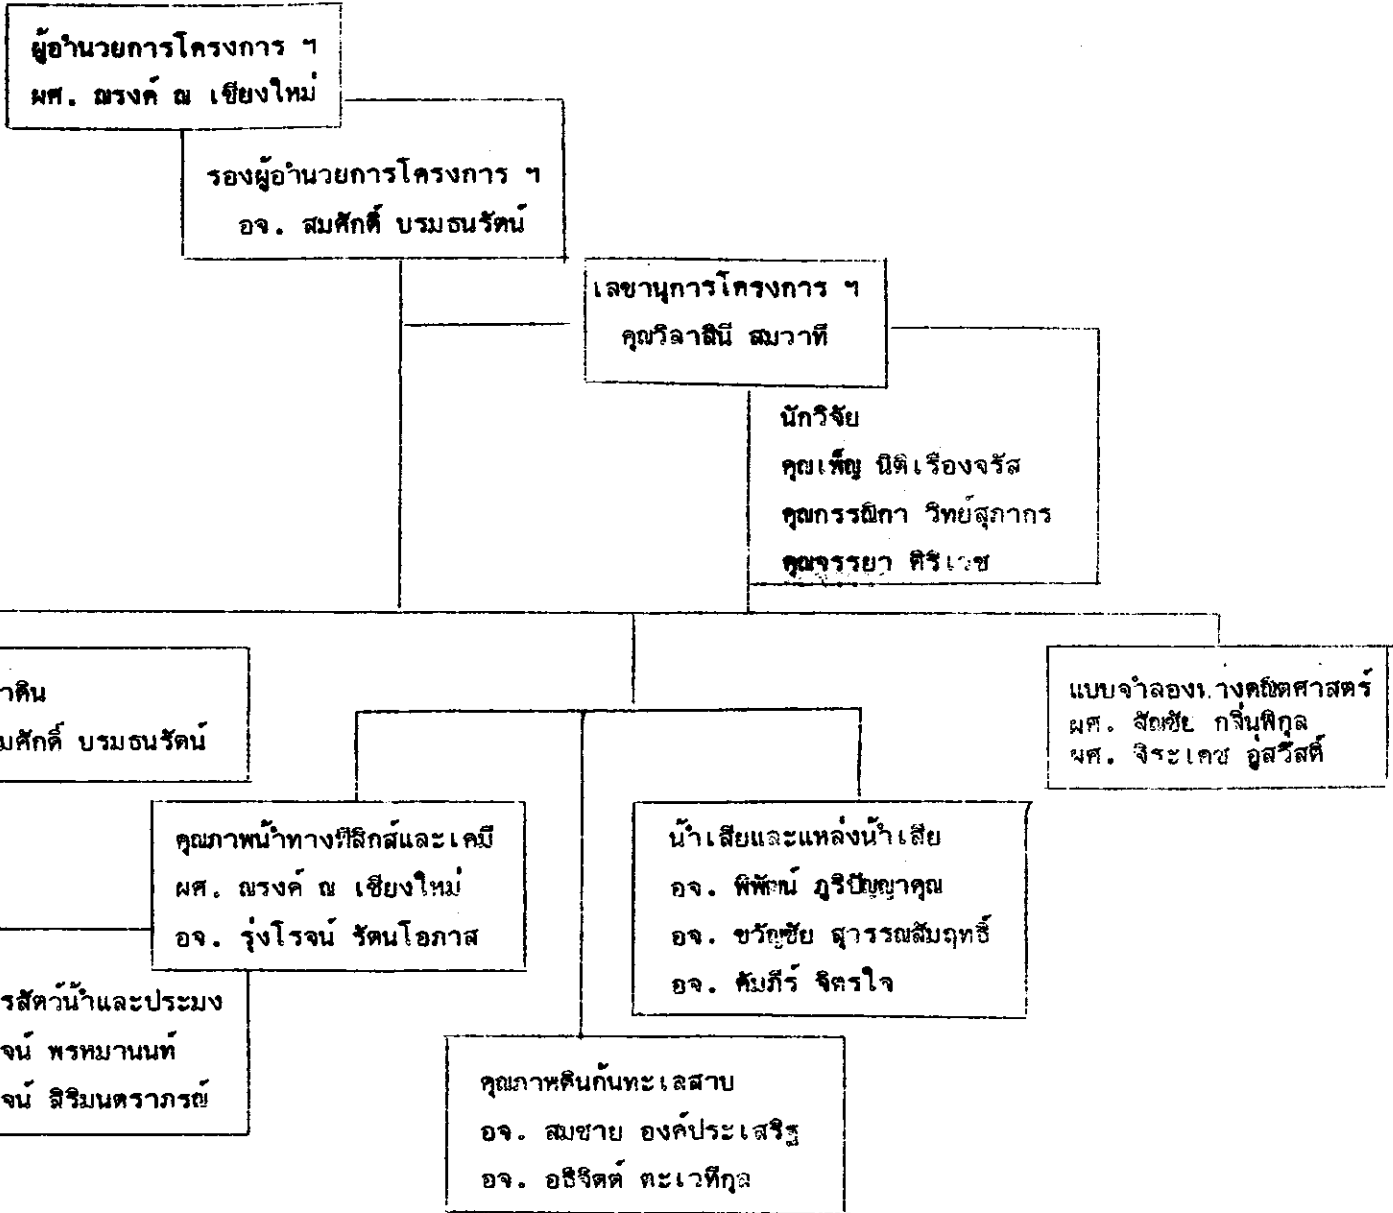 ผู้อำนวยการโครงการ ฯ
ผศ. ณรงค์ ณ เชียงใหม่
รองผู้อำนวยการโครงการ ฯ
อจ. สมศักดิ์ บรมธนรัตน์
เลขานุการโครงการ ฯ
คุณวิลาสินี สมวาที
นักวิจัย
คุณเพ็ญ นิติเรืองจรัส
คุณกรรณิกา วิทย์สุภากร
คุณจรรยา ศิริเวช
าดิน
มศักดิ์ บรมธนรัตน์
แบบจำลองทางคณิตศาสตร์
ผศ. สัญชัย กลิ่นพิกุล
ผศ. จิระเดช อู่สวัสดิ์
คุณภาพน้ำทางฟิสิกส์และเคมี
ผศ. ณรงค์ ณ เชียงใหม่
อจ. รุ่งโรจน์ รัตนโอภาส
น้ำเสียและแหล่งน้ำเสีย
อจ. พิพัฒน์ ภูริปัญญาคุณ
อจ. ขวัญชัย สุวรรณสัมฤทธิ์
อจ. คัมภีร์ จิตรใจ
รสัตว์น้ำและประมง
จน์ พรหมานนท์
จน์ สิริมนตราภรณ์
คุณภาพดินก้นทะเลสาบ
อจ. สมชาย องค์ประเสริฐ
อจ. อธิจิตต์ ตะเวทีกุล